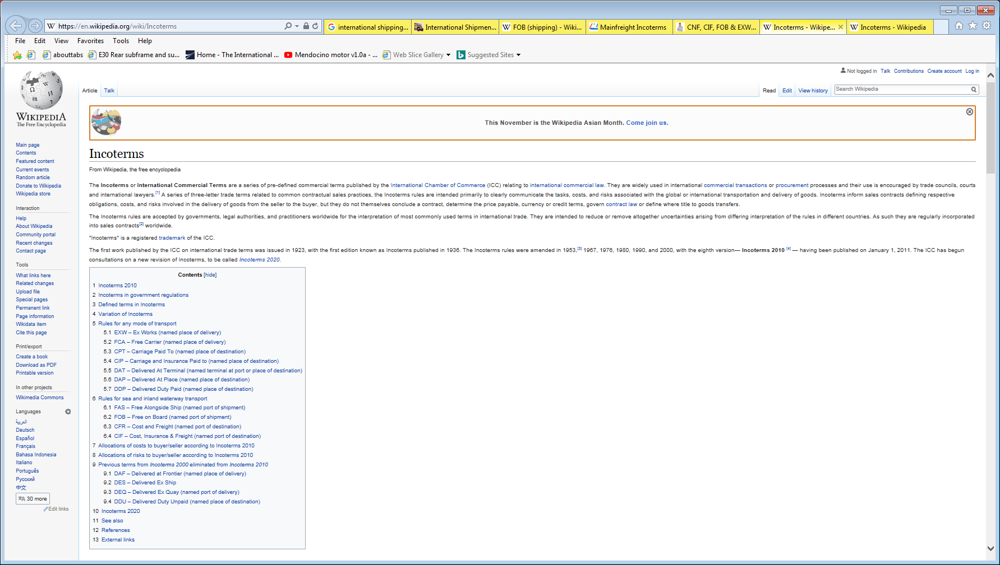 https://en.wikipedia.org/wiki/Incoterms
international shipping...
International Shipmen...
FOB (shipping) - Wiki...
Mainfreight Incoterms
CNF, CIF, FOB & EXW...
Incoterms - Wikipe...
Incoterms - Wikipedia
File Edit View Favorites Tools Help
abouttabs
E30 Rear subframe and su...
Home - The International ...
Mendocino motor v1.0a - ...
Web Slice Gallery
Suggested Sites
Not logged in Talk Contributions Create account Log in
Article Talk
Read Edit View history Search Wikipedia
WIKIPEDIA
The Free Encyclopedia
Main page
Contents
Featured content
Current events
Random article
Donate to Wikipedia
Wikipedia store
Interaction
Help
About Wikipedia
Community portal
Recent changes
Contact page
Tools
What links here
Related changes
Upload file
Special pages
Permanent link
Page information
Wikidata item
Cite this page
Print/export
Create a book
Download as PDF
Printable version
In other projects
Wikimedia Commons
Languages
العربية
Deutsch
Español
Français
Bahasa Indonesia
Italiano
Português
Русский
中文
30 more
Edit links
This November is the Wikipedia Asian Month. Come join us.
Incoterms
From Wikipedia, the free encyclopedia
The Incoterms or International Commercial Terms are a series of pre-defined commercial terms published by the International Chamber of Commerce (ICC) relating to international commercial law. They are widely used in international commercial transactions or procurement processes and their use is encouraged by trade councils, courts
and international lawyers.[1] A series of three-letter trade terms related to common contractual sales practices, the Incoterms rules are intended primarily to clearly communicate the tasks, costs, and risks associated with the global or international transportation and delivery of goods. Incoterms inform sales contracts defining respective
obligations, costs, and risks involved in the delivery of goods from the seller to the buyer, but they do not themselves conclude a contract, determine the price payable, currency or credit terms, govern contract law or define where title to goods transfers.
The Incoterms rules are accepted by governments, legal authorities, and practitioners worldwide for the interpretation of most commonly used terms in international trade. They are intended to reduce or remove altogether uncertainties arising from differing interpretation of the rules in different countries. As such they are regularly incorporated
into sales contracts[2] worldwide.
"Incoterms" is a registered trademark of the ICC.
The first work published by the ICC on international trade terms was issued in 1923, with the first edition known as Incoterms published in 1936. The Incoterms rules were amended in 1953,[3] 1967, 1976, 1980, 1990, and 2000, with the eighth version— Incoterms 2010 [4] — having been published on January 1, 2011. The ICC has begun
consultations on a new revision of Incoterms, to be called Incoterms 2020.
Contents [hide]
1 Incoterms 2010
2 Incoterms in government regulations
3 Defined terms in Incoterms
4 Variation of Incoterms
5 Rules for any mode of transport
5.1 EXW – Ex Works (named place of delivery)
5.2 FCA – Free Carrier (named place of delivery)
5.3 CPT – Carriage Paid To (named place of destination)
5.4 CIP – Carriage and Insurance Paid to (named place of destination)
5.5 DAT – Delivered At Terminal (named terminal at port or place of destination)
5.6 DAP – Delivered At Place (named place of destination)
5.7 DDP – Delivered Duty Paid (named place of destination)
6 Rules for sea and inland waterway transport
6.1 FAS – Free Alongside Ship (named port of shipment)
6.2 FOB – Free on Board (named port of shipment)
6.3 CFR – Cost and Freight (named port of destination)
6.4 CIF – Cost, Insurance & Freight (named port of destination)
7 Allocations of costs to buyer/seller according to Incoterms 2010
8 Allocations of risks to buyer/seller according to Incoterms 2010
9 Previous terms from Incoterms 2000 eliminated from Incoterms 2010
9.1 DAF – Delivered at Frontier (named place of delivery)
9.2 DES – Delivered Ex Ship
9.3 DEQ – Delivered Ex Quay (named port of delivery)
9.4 DDU – Delivered Duty Unpaid (named place of destination)
10 Incoterms 2020
11 See also
12 References
13 External links